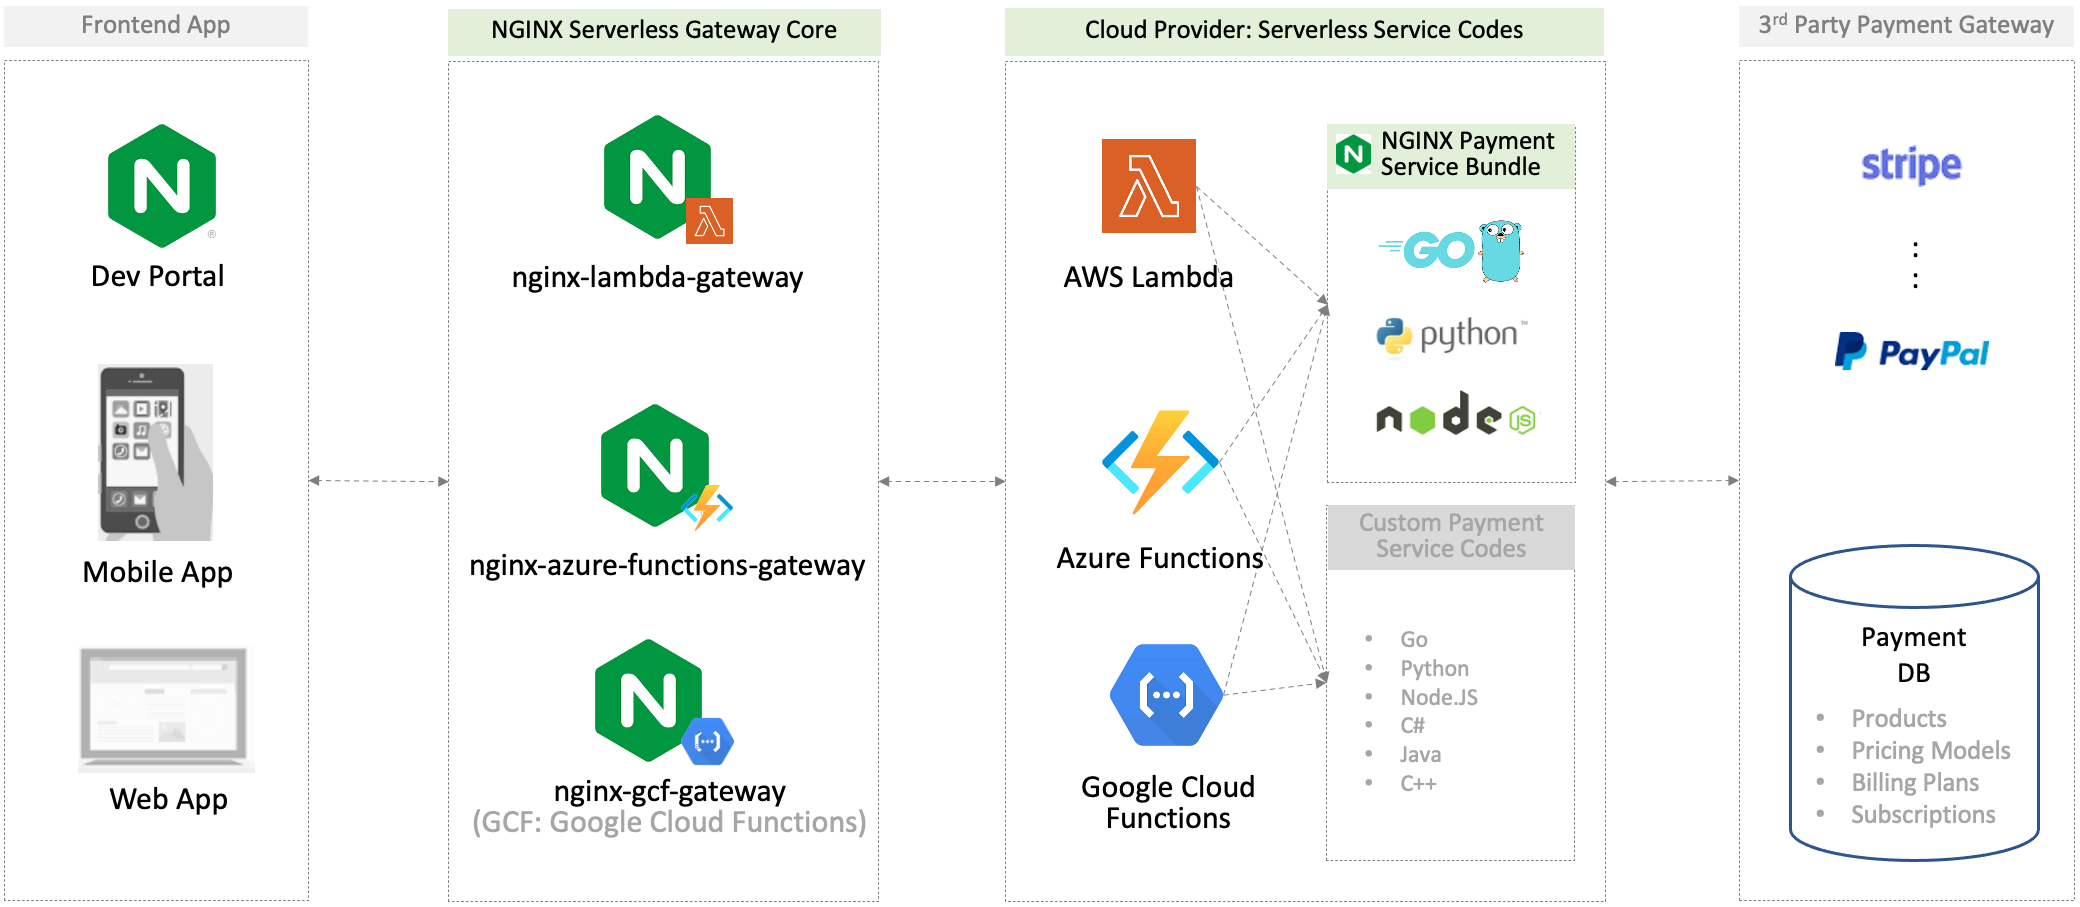 Frontend App
Dev Portal
Mobile App
Web App
NGINX Serverless Gateway Core
nginx-lambda-gateway
nginx-azure-functions-gateway
nginx-gcf-gateway
(GCF: Google Cloud Functions)
Cloud Provider: Serverless Service Codes
AWS Lambda
Azure Functions
Google Cloud
Functions
NGINX Payment
Service Bundle
GO
python™
node JS
Custom Payment
Service Codes
• Go
• Python
• Node.JS
• C#
• Java
• C++
3rd Party Payment Gateway
stripe
PayPal
Payment
DB
• Products
• Pricing Models
• Billing Plans
• Subscriptions